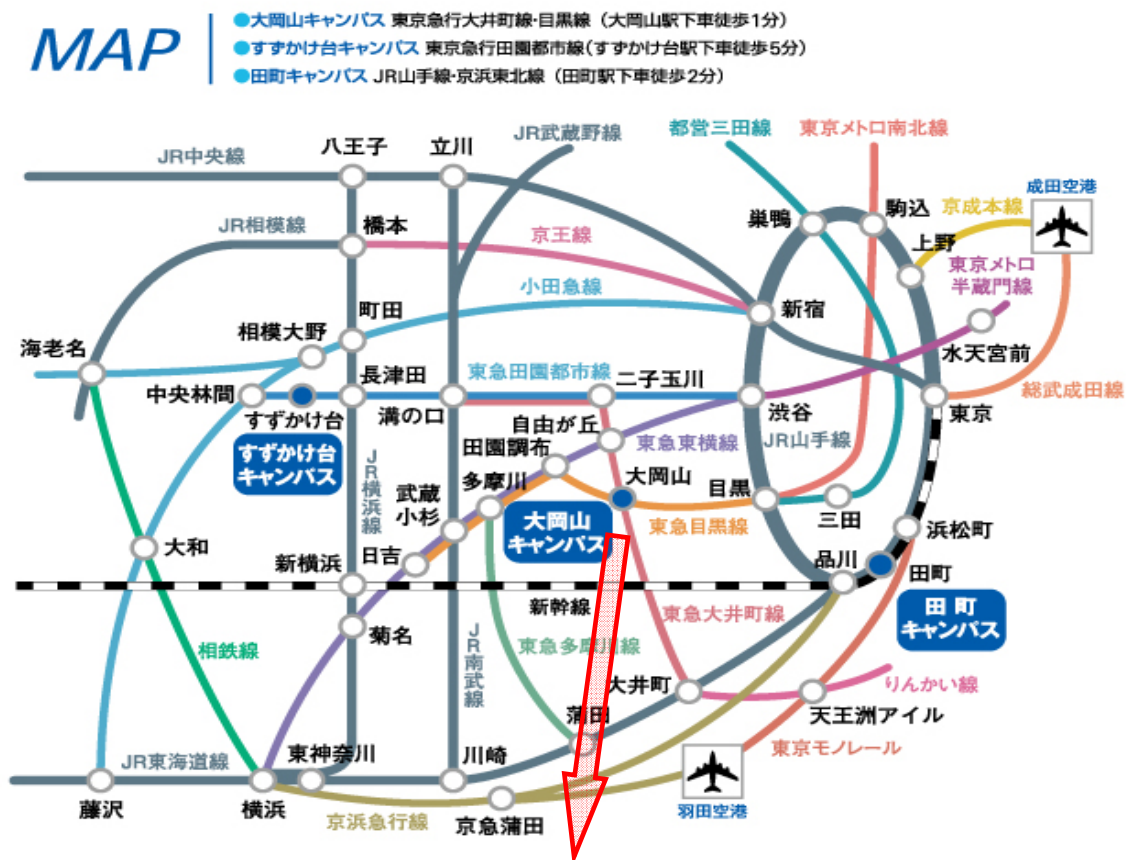 MAP
●大岡山キャンパス 東京急行大井町線・目黒線（大岡山駅下車徒歩1分）
●すずかけ台キャンパス 東京急行田園都市線（すずかけ台駅下車徒歩5分）
●田町キャンパス JR山手線・京浜東北線（田町駅下車徒歩2分）
JR武蔵野線
都営三田線
東京メトロ南北線
JR中央線
八王子
立川
成田空港
駒込
京成本線
巣鴨
JR相模線
橋本
京王線
上野
東京メトロ
半蔵門線
小田急線
町田
新宿
相模大野
海老名
水天宮前
中央林間
長津田
東急田園都市線
二子玉川
総武成田線
すずかけ台
溝の口
渋谷
東京
自由が丘
田園調布
東急東横線
JR山手線
すずかけ台
キャンパス
JR横浜線
多摩川
大岡山
目黒
武蔵
小杉
大岡山
キャンパス
東急目黒線
三田
浜松町
大和
新横浜
日吉
品川
田町
新幹線
東急大井町線
田町
キャンパス
菊名
相鉄線
JR南武線
東急多摩川線
大井町
りんかい線
蒲田
天王洲アイル
東神奈川
川崎
JR東海道線
東京モノレール
藤沢
横浜
京浜急行線
京急蒲田
羽田空港